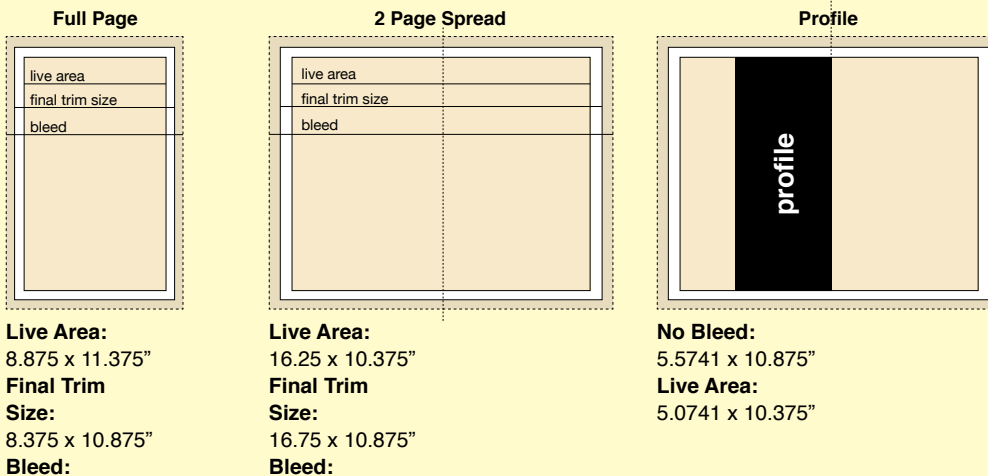 Full Page
live area
final trim size
bleed
Live Area:
8.875 x 11.375”
Final Trim
Size:
8.375 x 10.875”
Bleed:
2 Page Spread
live area
final trim size
bleed
Live Area:
16.25 x 10.375”
Final Trim
Size:
16.75 x 10.875”
Bleed:
Profile
profile
No Bleed:
5.5741 x 10.875”
Live Area:
5.0741 x 10.375”